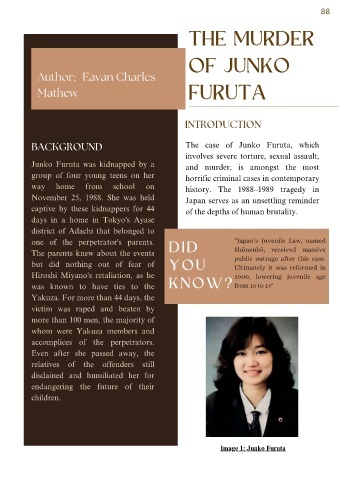 88
THE MURDER
OF JUNKO
FURUTA
Author: Eavan Charles
Mathew
INTRODUCTION
The case of Junko Furuta, which
involves severe torture, sexual assault,
and murder, is amongst the most
horrific criminal cases in contemporary
history. The 1988-1989 tragedy in
Japan serves as an unsettling reminder
of the depths of human brutality.
BACKGROUND
Junko Furuta was kidnapped by a
group of four young teens on her
way home from school on
November 25, 1988. She was held
captive by these kidnappers for 44
days in a home in Tokyo's Ayase
district of Adachi that belonged to
one of the perpetrator's parents.
The parents knew about the events
but did nothing out of fear of
Hiroshi Miyano's retaliation, as he
was known to have ties to the
Yakuza. For more than 44 days, the
victim was raped and beaten by
more than 100 men, the majority of
whom were Yakuza members and
accomplices of the perpetrators.
Even after she passed away, the
relatives of the offenders still
disdained and humiliated her for
endangering the future of their
children.
DID
YOU
KNOW?
"Japan's Juvenile Law, named
Shōnenhō, received massive
public outrage after this case.
Ultimately it was reformed in
2000, lowering juvenile age
from 16 to 14"
Image 1: Junko Furuta